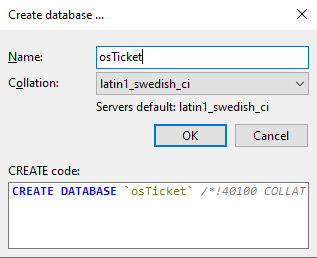 Create database ...
Name:
osTicket
Collation:
latin1_swedish_ci
Servers default: latin1_swedish_ci
OK
Cancel
CREATE code:
CREATE DATABASE `osTicket` /*!40100 COLLAT